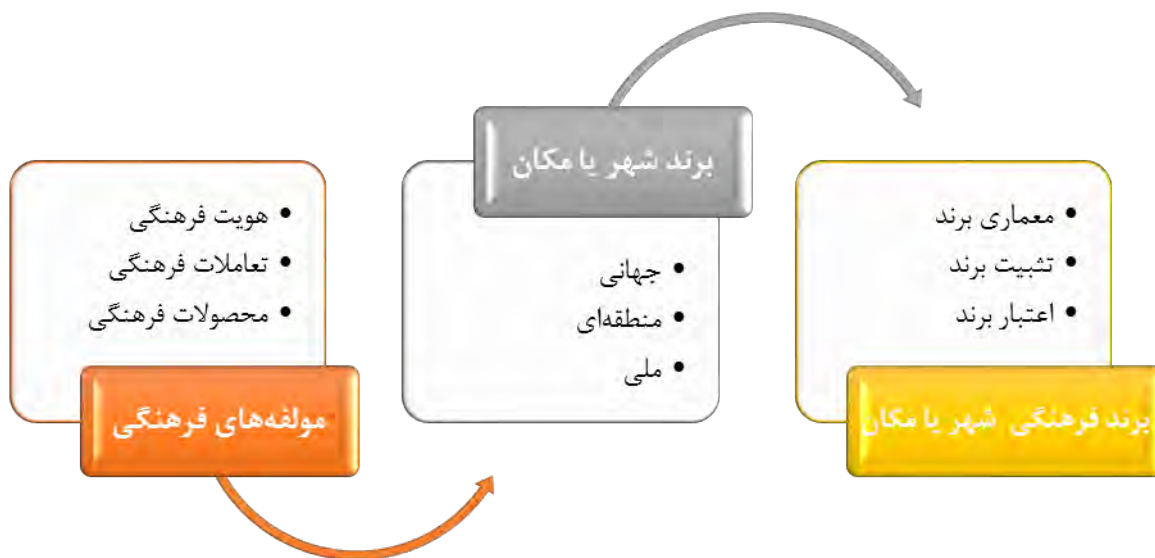 • هویت فرهنگی
• تعاملات فرهنگی
• محصولات فرهنگی
مولفه‌های فرهنگی
برند شهر یا مکان
• جهانی
• منطقه‌ای
• ملی
• معماری برند
• تثبیت برند
• اعتبار برند
برند فرهنگی شهر یا مکان